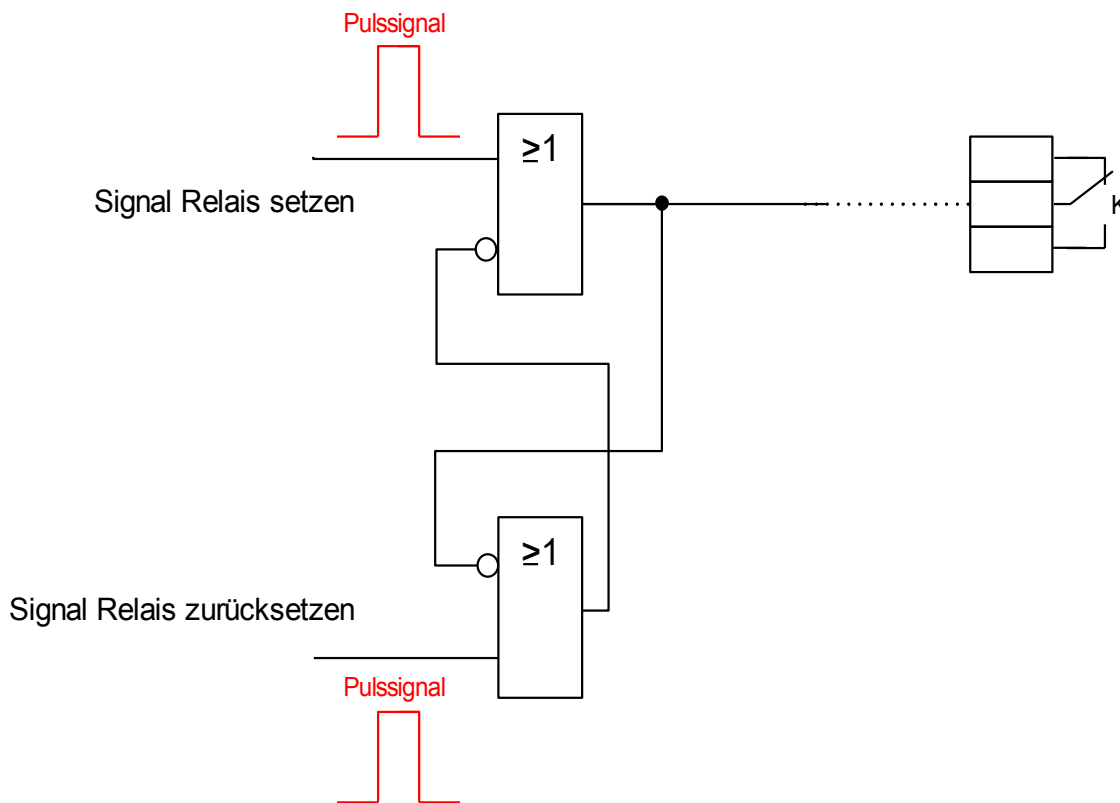 Pulssignal
≥1
Signal Relais setzen
K
≥1
Signal Relais zurücksetzen
Pulssignal